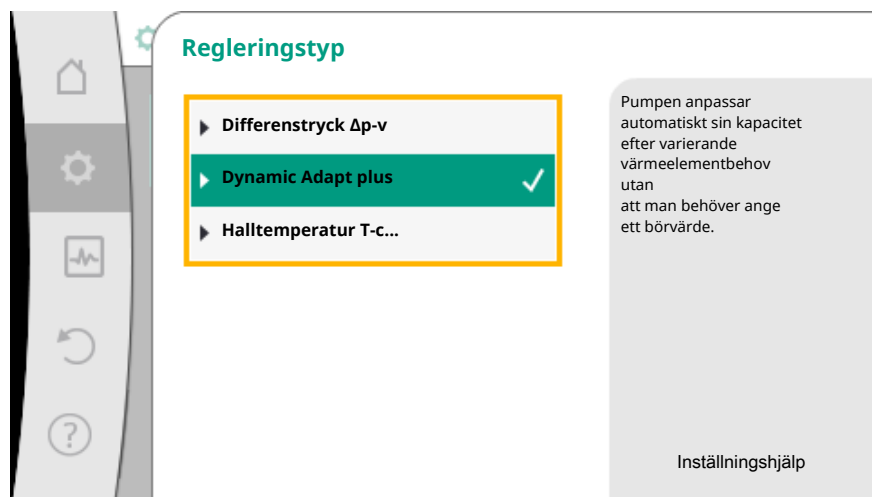 Regleringstyp
Differenstryck Δp-v
Dynamic Adapt plus
Halltemperatur T-c...
Pumpen anpassar
automatiskt sin kapacitet
efter varierande
värmeelementbehov
utan
att man behöver ange
ett börvärde.
?
Inställningshjälp